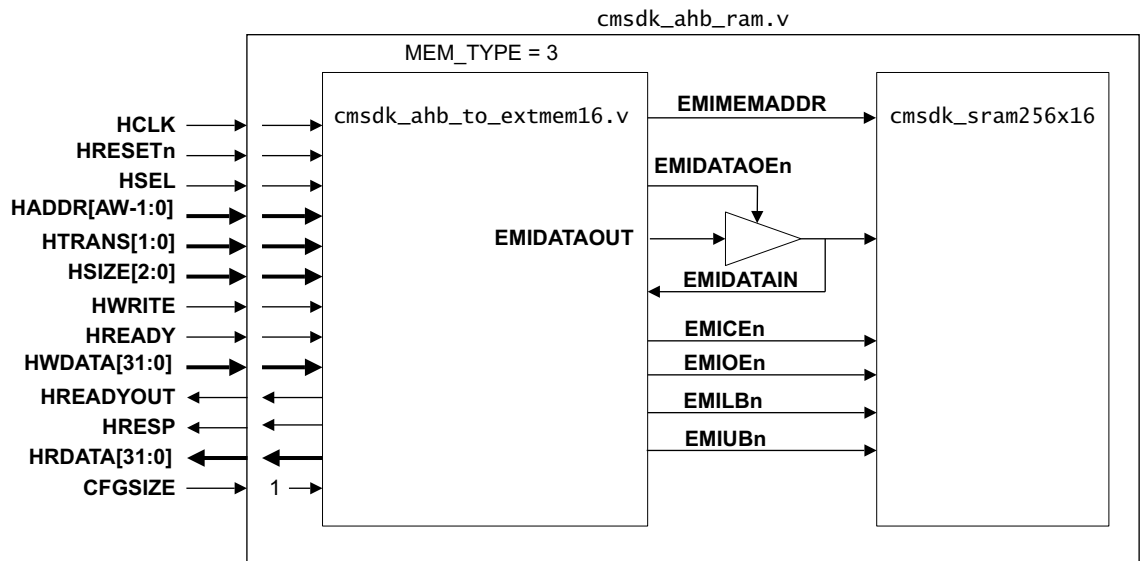 cmsdk_ahb_ram.v
MEM_TYPE = 3
cmsdk_ahb_to_extmem16.v
cmsdk_sram256x16
HCLK
HRESETn
HSEL
HADDR[AW-1:0]
HTRANS[1:0]
HSIZE[2:0]
HWRITE
HREADY
HWDATA[31:0]
HREADYOUT
HRESP
HRDATA[31:0]
CFGSIZE
1
EMIMEMADDR
EMIDATAOEn
EMIDATAOUT
EMIDATAIN
EMICEn
EMIOEn
EMILBn
EMIUBn